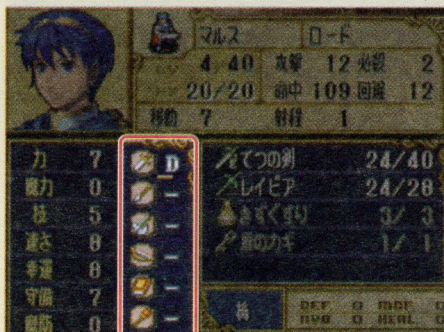 マルス ロード
4 40 攻撃 12 必殺 2
20/20 命中 109 回避 12
移動 7 射程 1
力 7 D てつの剣 24/40
魔力 0 - レイピア 24/28
技 5 - きずぐすり 3/ 3
速さ 8 - 扉のカギ 1/ 1
幸運 8 -
守備 7 -
魔防 0